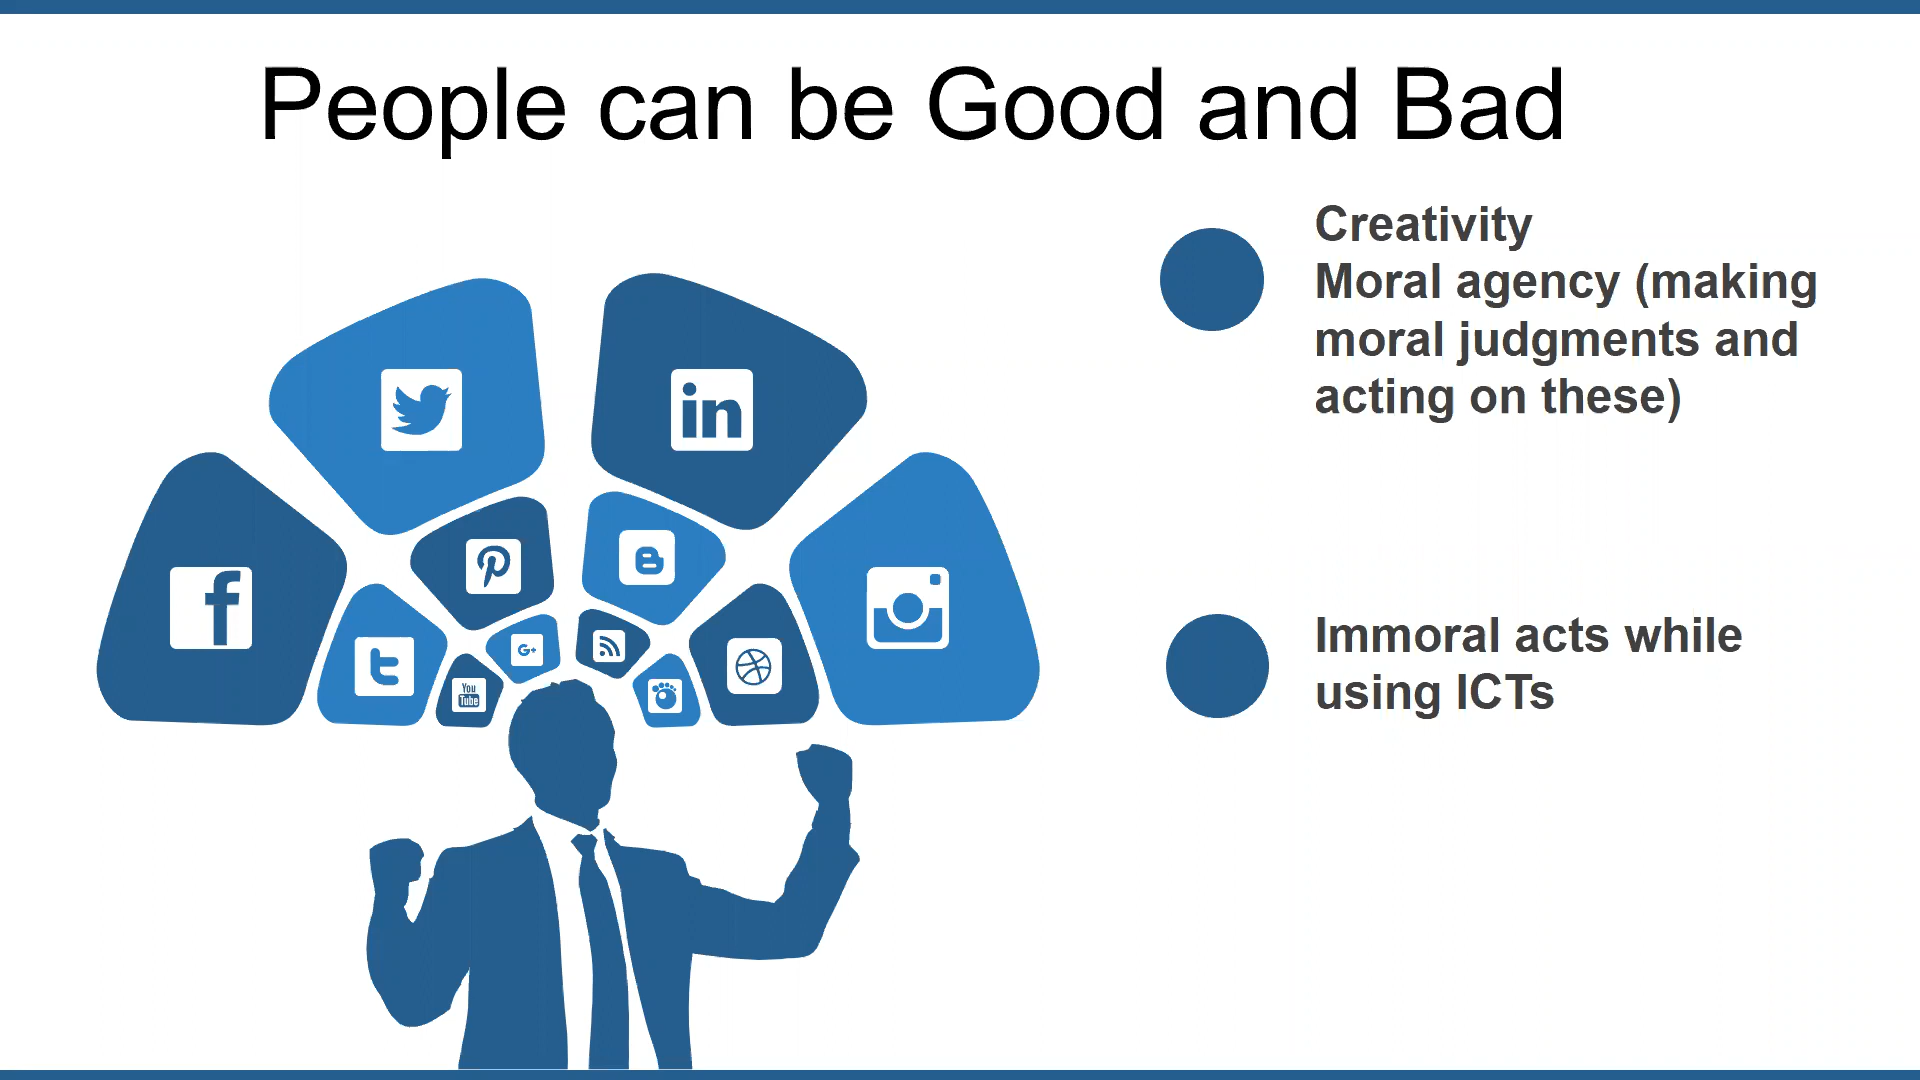 People can be Good and Bad
Creativity
Moral agency (making
moral judgments and
acting on these)
Immoral acts while
using ICTs
in
f
t
G+
You
Tube